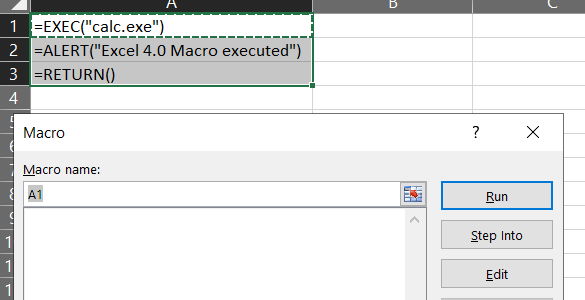 A B C
1 =EXEC("calc.exe")
2 =ALERT("Excel 4.0 Macro executed")
3 =RETURN()
4
Macro ? ×
Macro name:
A1
Run
Step Into
Edit